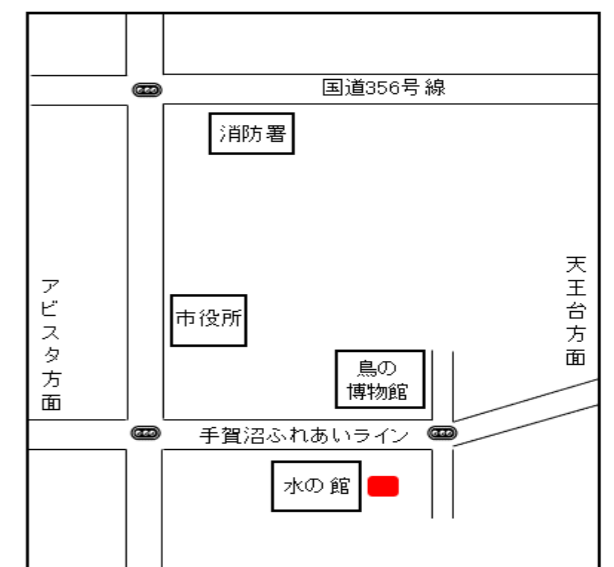 国道356号線
消防署
アビスタ方面
天王台方面
市役所
鳥の
博物館
手賀沼ふれあいライン
水の館